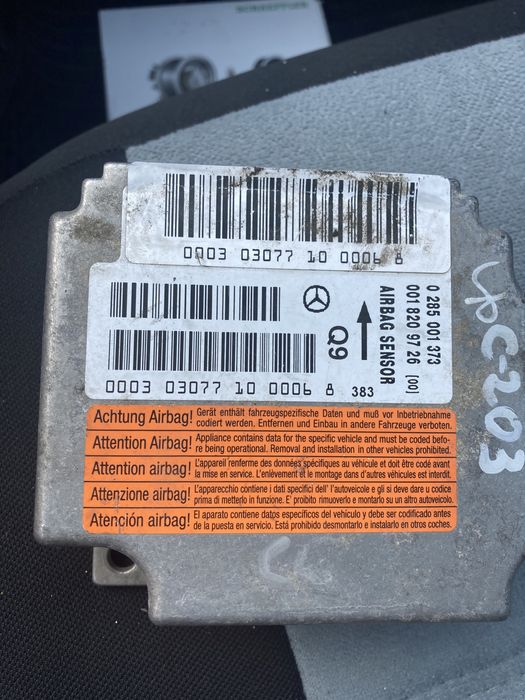 SCHAEFFLER
0003 03077 10 0006 8
0 285 001 373
001 820 97 26 [00]
AIRBAG SENSOR
Q9
383
0003 03077 10 0006 8
Achtung Airbag! Gerät enthält fahrzeugspezifische Daten und muß vor Inbetriebnahme
codiert werden. Entfernen und Einbau in andere Fahrzeuge verboten.
Attention Airbag! Appliance contains data for the specific vehicle and must be coded befo-
re being operational. Removal and installation in other vehicles prohibited.
Attention airbag! L'appareil renferme des données spécifiques au véhicule et doit être codé avant
la mise en service. L'enlèvement et le montage dans d'autres véhicules est interdit.
Attenzione airbag! L'apparecchio contiene i dati specifici dell' l'autoveicolo e gli si deve dare u codice
prima di metterlo in funzione. E' proibito rimuoverlo e montarlo su un altro autoveicolo.
Atención airbag! El aparato contiene datos específicos del vehículo y debe ser codificado antes
de la puesta en servicio. Está prohibido desmontarlo e instalarlo en otros coches.
C-203